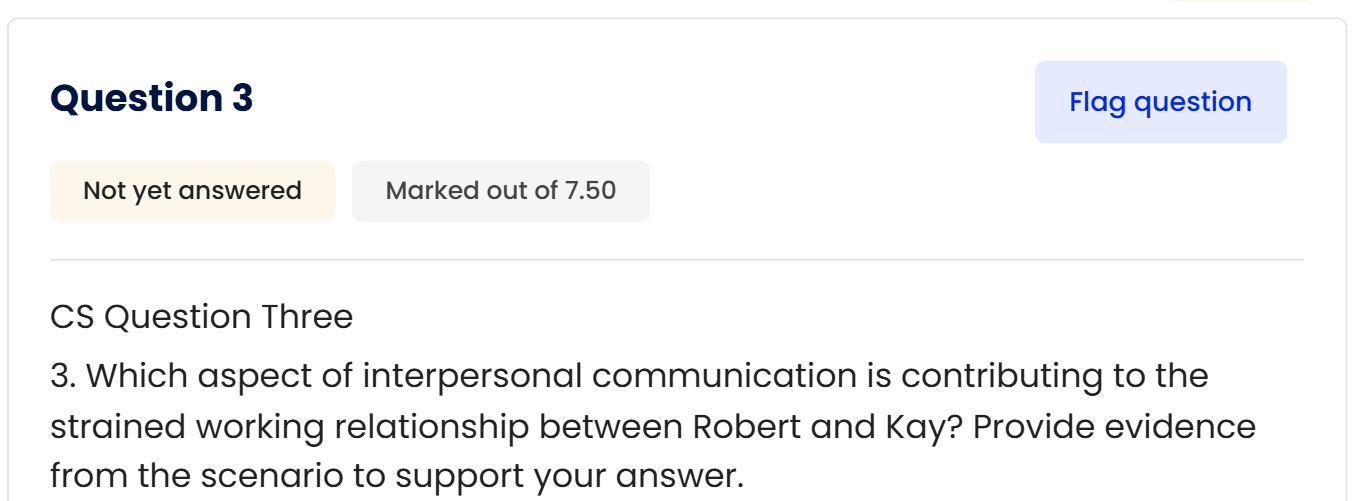 Question 3
Flag question
Not yet answered
Marked out of 7.50
CS Question Three
3. Which aspect of interpersonal communication is contributing to the
strained working relationship between Robert and Kay? Provide evidence
from the scenario to support your answer.